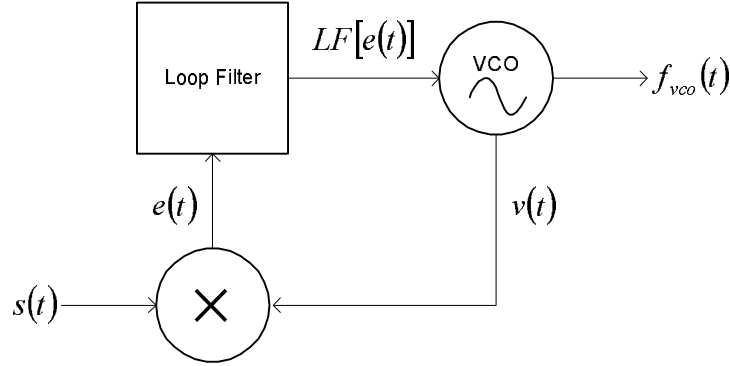 LF[e(t)]
VCO
Loop Filter
f_vco(t)
e(t)
v(t)
s(t)
×